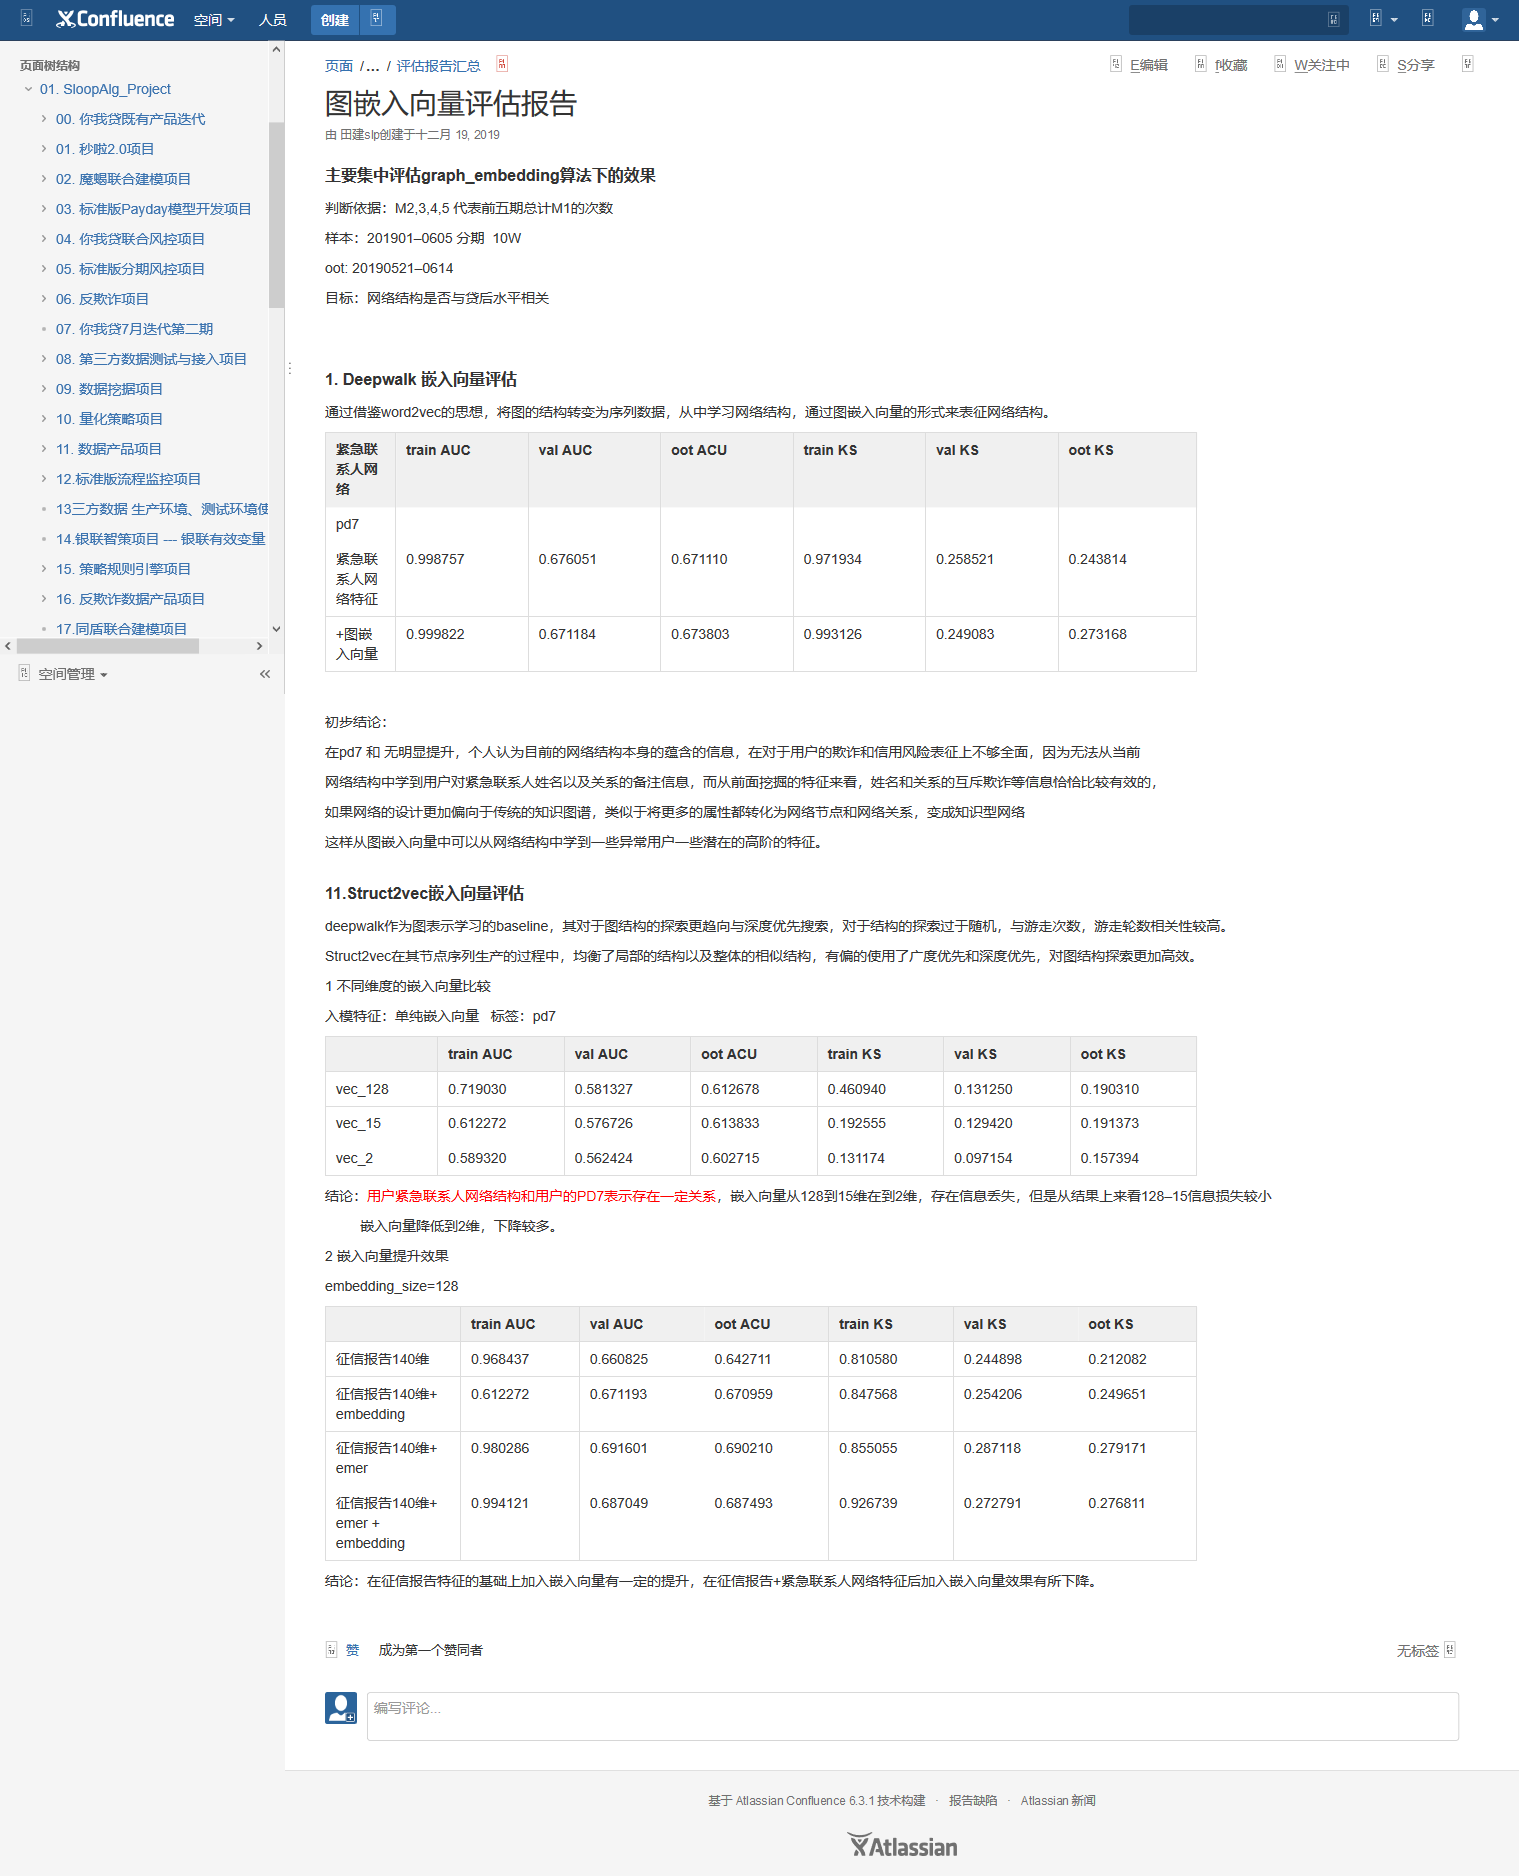 Confluence 空间 人员 创建
页面树结构
01. SloopAlg_Project
00. 你我贷既有产品迭代
01. 秒啦2.0项目
02. 魔蝎联合建模项目
03. 标准版Payday模型开发项目
04. 你我贷联合风控项目
05. 标准版分期风控项目
06. 反欺诈项目
07. 你我贷7月迭代第二期
08. 第三方数据测试与接入项目
09. 数据挖掘项目
10. 量化策略项目
11. 数据产品项目
12.标准版流程监控项目
13三方数据 生产环境、测试环境使
14.银联智策项目 --- 银联有效变量
15. 策略规则引擎项目
16. 反欺诈数据产品项目
17.同盾联合建模项目
空间管理
页面 /... / 评估报告汇总
E编辑 f收藏 W关注中 S分享
图嵌入向量评估报告
由 田建slp创建于十二月 19, 2019
主要集中评估graph_embedding算法下的效果
判断依据：M2,3,4,5 代表前五期总计M1的次数
样本：201901–0605 分期 10W
oot: 20190521–0614
目标：网络结构是否与贷后水平相关
1. Deepwalk 嵌入向量评估
通过借鉴word2vec的思想，将图的结构转变为序列数据，从中学习网络结构，通过图嵌入向量的形式来表征网络结构。
紧急联系人网络 train AUC val AUC oot ACU train KS val KS oot KS
pd7
紧急联系人网络特征 0.998757 0.676051 0.671110 0.971934 0.258521 0.243814
+图嵌入向量 0.999822 0.671184 0.673803 0.993126 0.249083 0.273168
初步结论：
在pd7 和 无明显提升，个人认为目前的网络结构本身的蕴含的信息，在对于用户的欺诈和信用风险表征上不够全面，因为无法从当前
网络结构中学到用户对紧急联系人姓名以及关系的备注信息，而从前面挖掘的特征来看，姓名和关系的互斥欺诈等信息恰恰比较有效的，
如果网络的设计更加偏向于传统的知识图谱，类似于将更多的属性都转化为网络节点和网络关系，变成知识型网络
这样从图嵌入向量中可以从网络结构中学到一些异常用户一些潜在的高阶的特征。
11.Struct2vec嵌入向量评估
deepwalk作为图表示学习的baseline，其对于图结构的探索更趋向与深度优先搜索，对于结构的探索过于随机，与游走次数，游走轮数相关性较高。
Struct2vec在其节点序列生产的过程中，均衡了局部的结构以及整体的相似结构，有偏的使用了广度优先和深度优先，对图结构探索更加高效。
1 不同维度的嵌入向量比较
入模特征：单纯嵌入向量 标签：pd7
train AUC val AUC oot ACU train KS val KS oot KS
vec_128 0.719030 0.581327 0.612678 0.460940 0.131250 0.190310
vec_15 0.612272 0.576726 0.613833 0.192555 0.129420 0.191373
vec_2 0.589320 0.562424 0.602715 0.131174 0.097154 0.157394
结论：用户紧急联系人网络结构和用户的PD7表示存在一定关系，嵌入向量从128到15维在到2维，存在信息丢失，但是从结果上来看128–15信息损失较小
嵌入向量降低到2维，下降较多。
2 嵌入向量提升效果
embedding_size=128
train AUC val AUC oot ACU train KS val KS oot KS
征信报告140维 0.968437 0.660825 0.642711 0.810580 0.244898 0.212082
征信报告140维+ embedding 0.612272 0.671193 0.670959 0.847568 0.254206 0.249651
征信报告140维+ emer 0.980286 0.691601 0.690210 0.855055 0.287118 0.279171
征信报告140维+ emer + embedding 0.994121 0.687049 0.687493 0.926739 0.272791 0.276811
结论：在征信报告特征的基础上加入嵌入向量有一定的提升，在征信报告+紧急联系人网络特征后加入嵌入向量效果有所下降。
赞 成为第一个赞同者 无标签
编写评论...
基于 Atlassian Confluence 6.3.1 技术构建 · 报告缺陷 · Atlassian 新闻
Atlassian